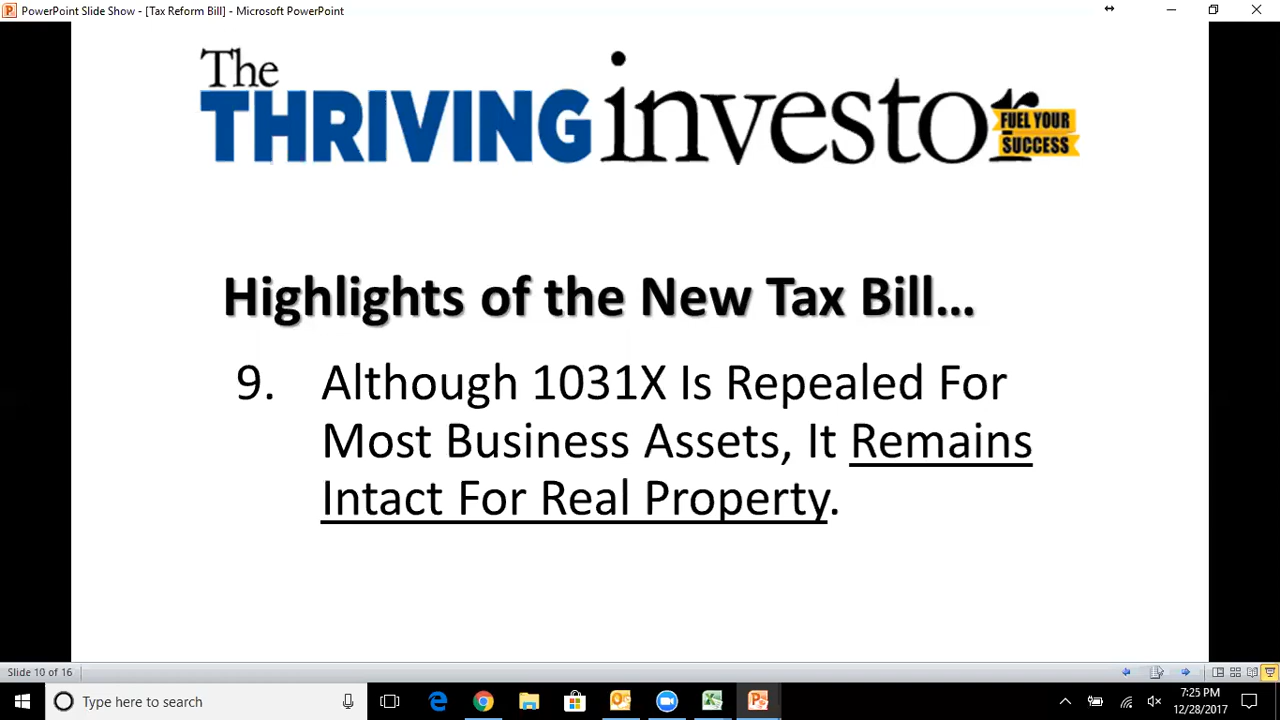 PowerPoint Slide Show - [Tax Reform Bill] - Microsoft PowerPoint
The
THRIVING investor
FUEL YOUR
SUCCESS
Highlights of the New Tax Bill...
9. Although 1031X Is Repealed For
Most Business Assets, It Remains
Intact For Real Property.
Slide 10 of 16
Type here to search
7:25 PM
12/28/2017